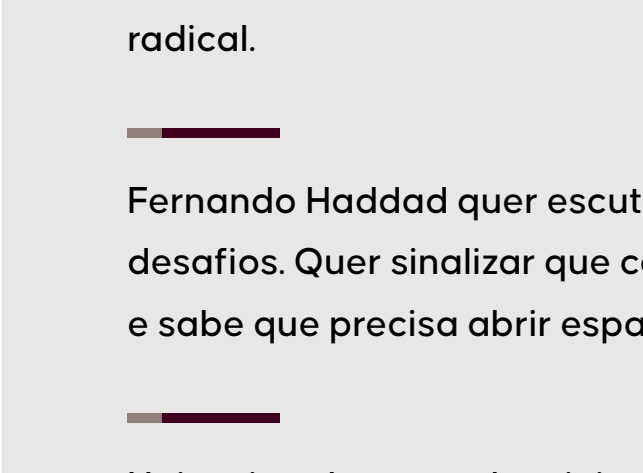 radical.
Fernando Haddad quer escut
desafios. Quer sinalizar que c
e sabe que precisa abrir espa